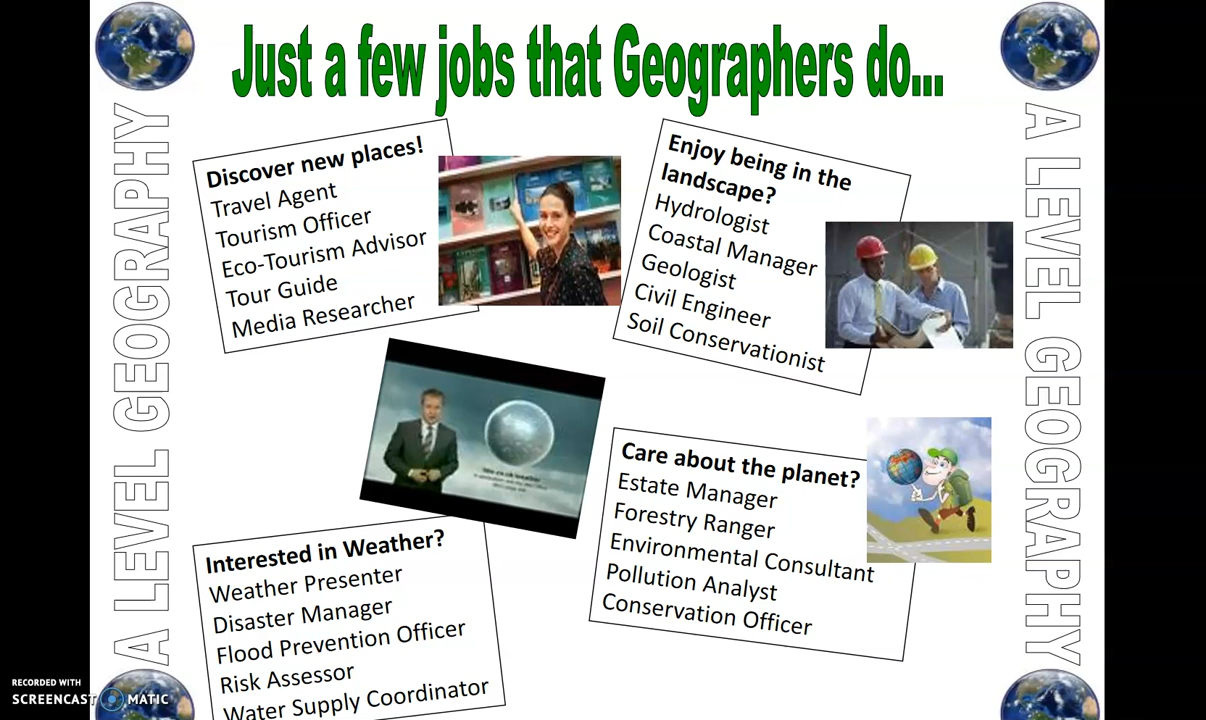 Just a few jobs that Geographers do...
A LEVEL GEOGRAPHY
Discover new places!
Travel Agent
Tourism Officer
Eco-Tourism Advisor
Tour Guide
Media Researcher
Enjoy being in the
landscape?
Hydrologist
Coastal Manager
Geologist
Civil Engineer
Soil Conservationist
Interested in Weather?
Weather Presenter
Disaster Manager
Flood Prevention Officer
Risk Assessor
Water Supply Coordinator
Care about the planet?
Estate Manager
Forestry Ranger
Environmental Consultant
Pollution Analyst
Conservation Officer
A LEVEL GEOGRAPHY
RECORDED WITH
SCREENCAST MATIC